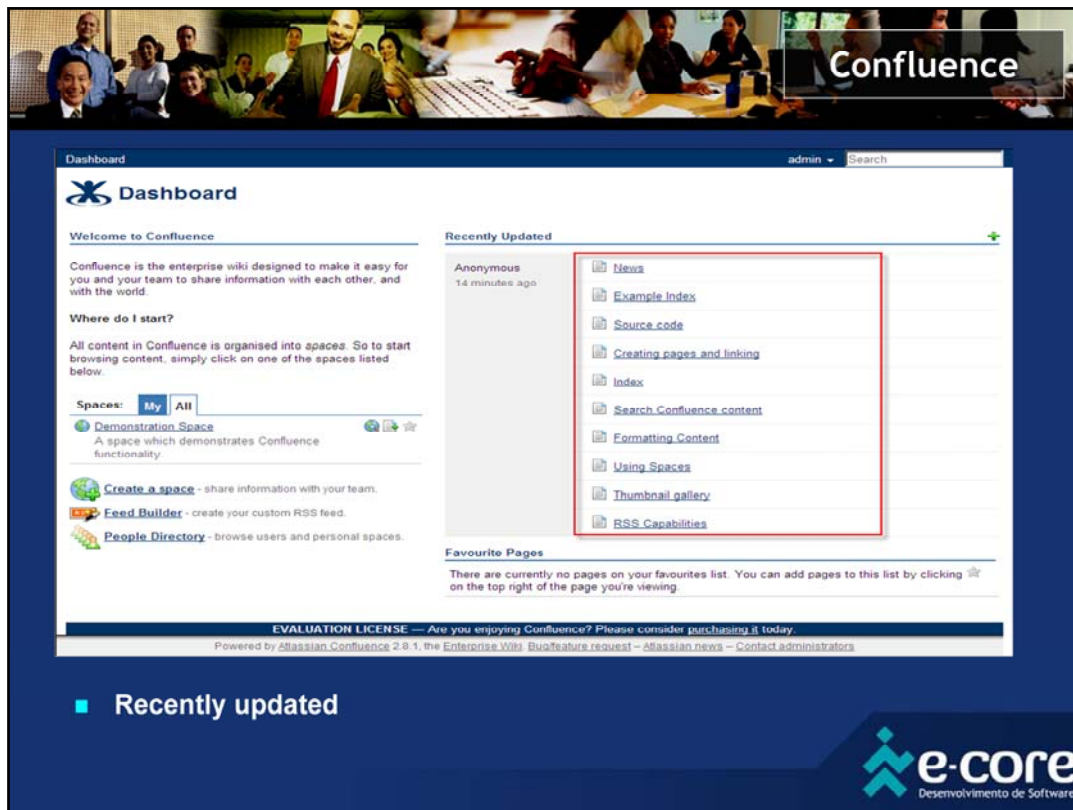 Confluence
Dashboard
admin
Search
Dashboard
Welcome to Confluence
Confluence is the enterprise wiki designed to make it easy for
you and your team to share information with each other, and
with the world.
Where do I start?
All content in Confluence is organised into spaces. So to start
browsing content, simply click on one of the spaces listed
below.
Spaces: My All
Demonstration Space
A space which demonstrates Confluence
functionality.
Create a space - share information with your team.
Feed Builder - create your custom RSS feed.
People Directory - browse users and personal spaces.
Recently Updated
Anonymous
14 minutes ago
News
Example Index
Source code
Creating pages and linking
Index
Search Confluence content
Formatting Content
Using Spaces
Thumbnail gallery
RSS Capabilities
Favourite Pages
There are currently no pages on your favourites list. You can add pages to this list by clicking
on the top right of the page you're viewing.
EVALUATION LICENSE — Are you enjoying Confluence? Please consider purchasing it today.
Powered by Atlassian Confluence 2.8.1, the Enterprise Wiki. Bug/feature request – Atlassian news – Contact administrators
Recently updated
e-core
Desenvolvimento de Software